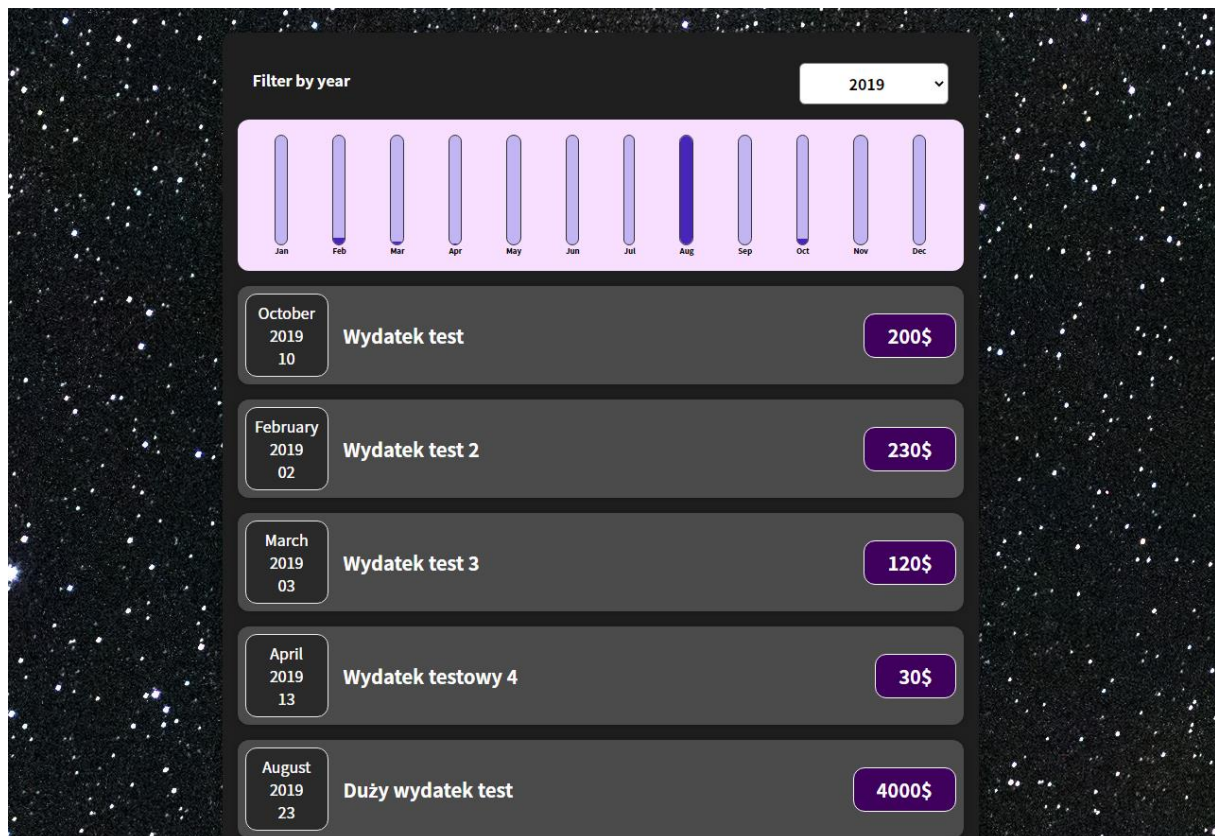 Filter by year
2019
Jan Feb Mar Apr May Jun Jul Aug Sep Oct Nov Dec
October
2019
10
Wydatek test
200$
February
2019
02
Wydatek test 2
230$
March
2019
03
Wydatek test 3
120$
April
2019
13
Wydatek testowy 4
30$
August
2019
23
Duży wydatek test
4000$